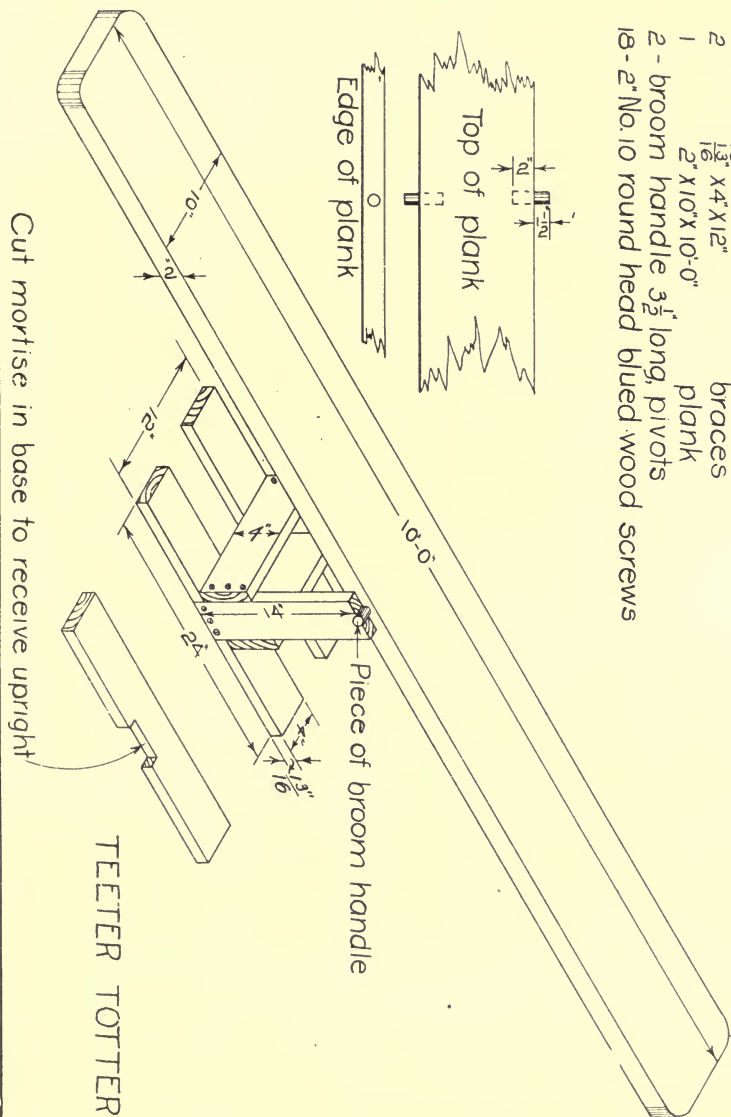 2 13/16" X 4" X 12" braces
1 2" X 10" X 10'-0" plank
2 - broom handle 3 1/2" long, pivots
18 - 2" No. 10 round head blued wood screws
2"
1 1/2"
Top of plank
Edge of plank
10"
2"
10'-0"
12"
4"
14"
24"
4"
13/16"
Piece of broom handle
Cut mortise in base to receive upright
TEETER TOTTER